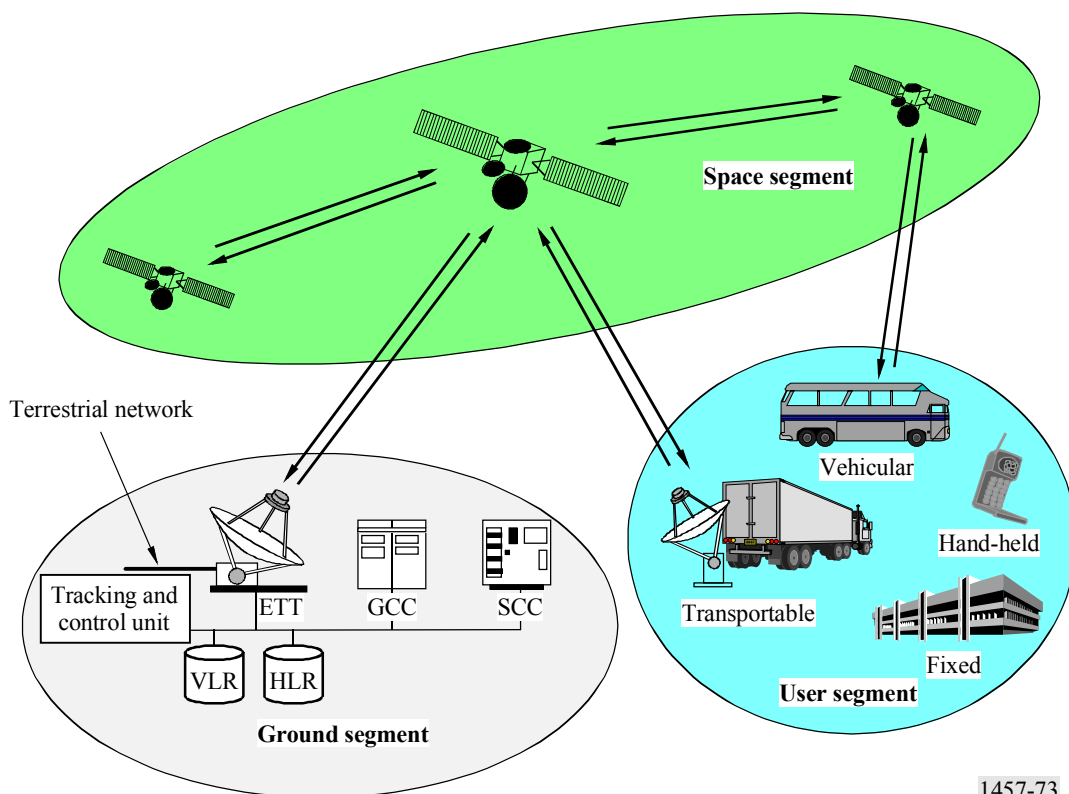 Space segment
Terrestrial network
Vehicular
Hand-held
Tracking and
control unit
ETT
GCC
SCC
Transportable
VLR
HLR
Fixed
User segment
Ground segment
1457-73